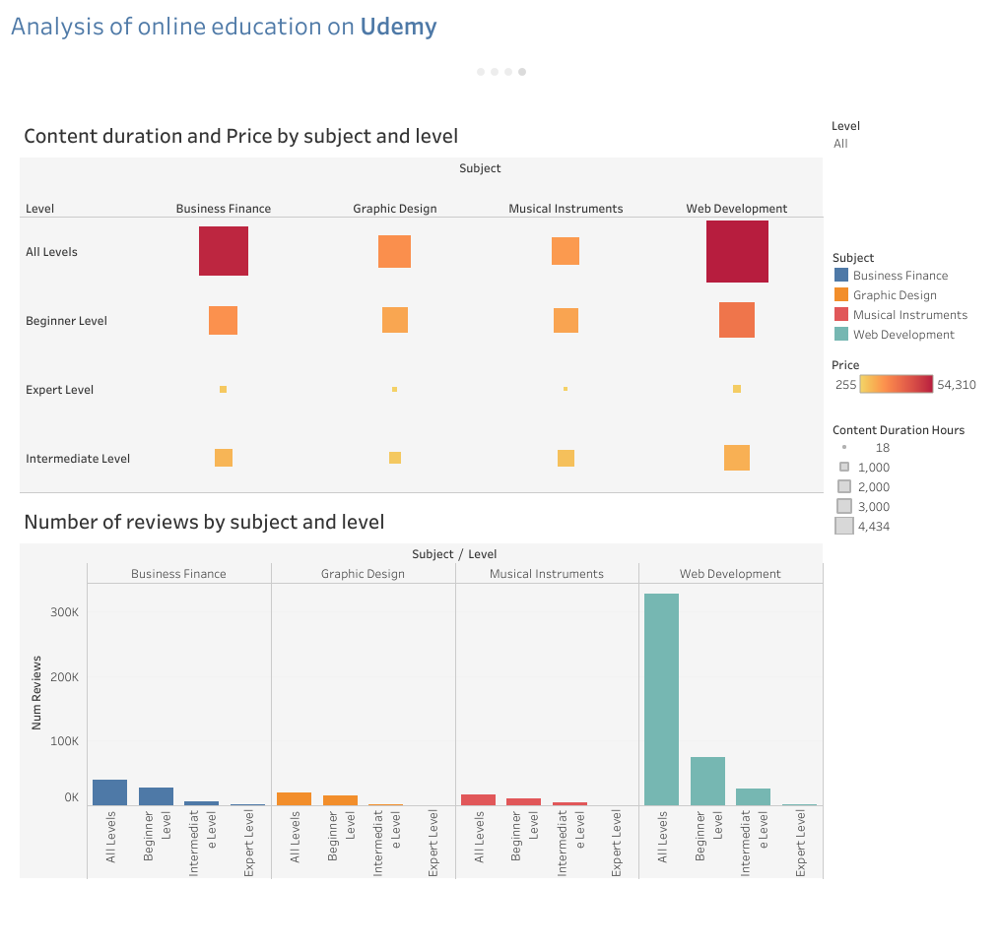 Analysis of online education on Udemy
Content duration and Price by subject and level
Subject
Level
Business Finance
Graphic Design
Musical Instruments
Web Development
All Levels
Beginner Level
Expert Level
Intermediate Level
Level
All
Subject
Business Finance
Graphic Design
Musical Instruments
Web Development
Price
255
54,310
Content Duration Hours
18
1,000
2,000
3,000
4,434
Number of reviews by subject and level
Subject / Level
Business Finance
Graphic Design
Musical Instruments
Web Development
Num Reviews
300K
200K
100K
0K
All Levels
Beginner
Level
Intermediat
e Level
Expert Level
All Levels
Beginner
Level
Intermediat
e Level
Expert Level
All Levels
Beginner
Level
Intermediat
e Level
Expert Level
All Levels
Beginner
Level
Intermediat
e Level
Expert Level